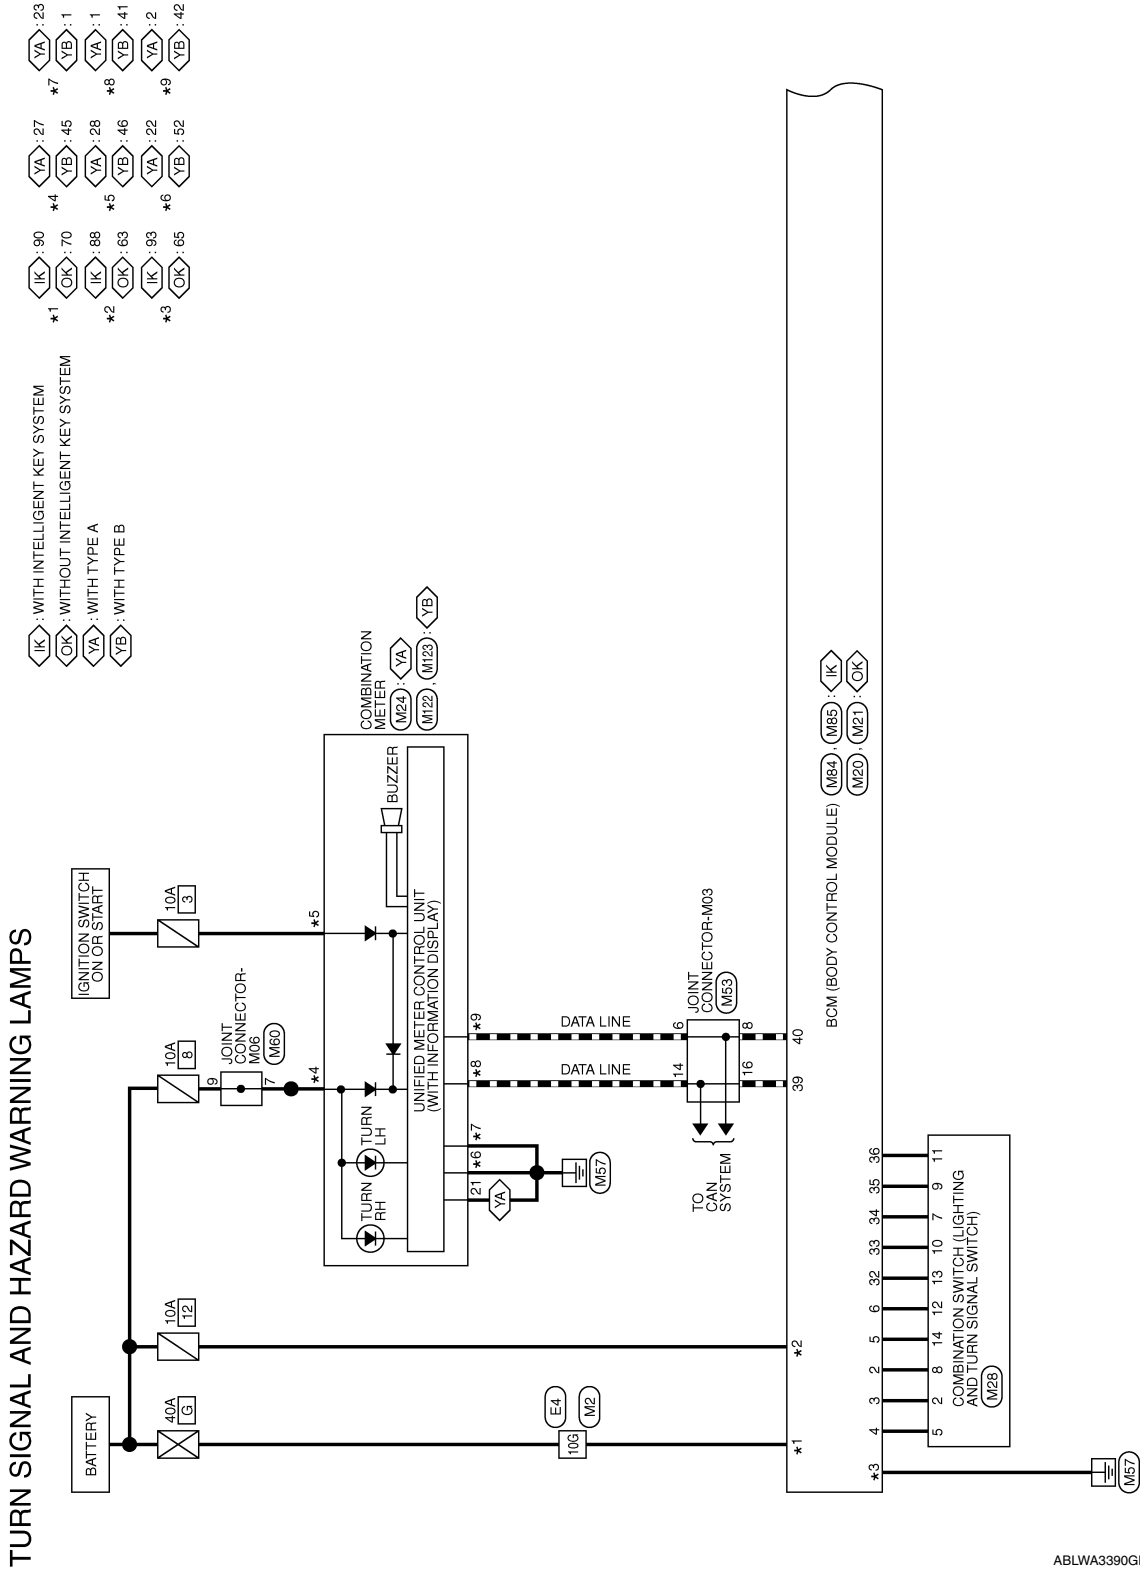 TURN SIGNAL AND HAZARD WARNING LAMPS
IK : WITH INTELLIGENT KEY SYSTEM
OK : WITHOUT INTELLIGENT KEY SYSTEM
YA : WITH TYPE A
YB : WITH TYPE B
*1 IK : 90
OK : 70
*2 IK : 88
OK : 63
*3 IK : 93
OK : 65
*4 YA : 27
YB : 45
*5 YA : 28
YB : 46
*6 YA : 22
YB : 52
*7 YA : 23
YB : 1
*8 YA : 1
YB : 41
*9 YA : 2
YB : 42
BATTERY
IGNITION SWITCH
ON OR START
40A
G
10A
12
10A
8
10A
3
9
JOINT
CONNECTOR-
M06
M60
7
*4
*5
COMBINATION
METER
M24 : YA
M122 , M123 : YB
TURN
RH
TURN
LH
BUZZER
UNIFIED METER CONTROL UNIT
(WITH INFORMATION DISPLAY)
21
*6
*7
*8
*9
YA
M57
DATA LINE
DATA LINE
E4
10G
M2
14
6
JOINT
CONNECTOR-M03
M53
16
8
TO
CAN
SYSTEM
*1
*2
39
40
BCM (BODY CONTROL MODULE)
M84 , M85 : IK
M20 , M21 : OK
*3
4
3
2
5
6
32
33
34
35
36
5
2
8
14
12
13
10
7
9
11
COMBINATION SWITCH (LIGHTING
AND TURN SIGNAL SWITCH)
M28
M57